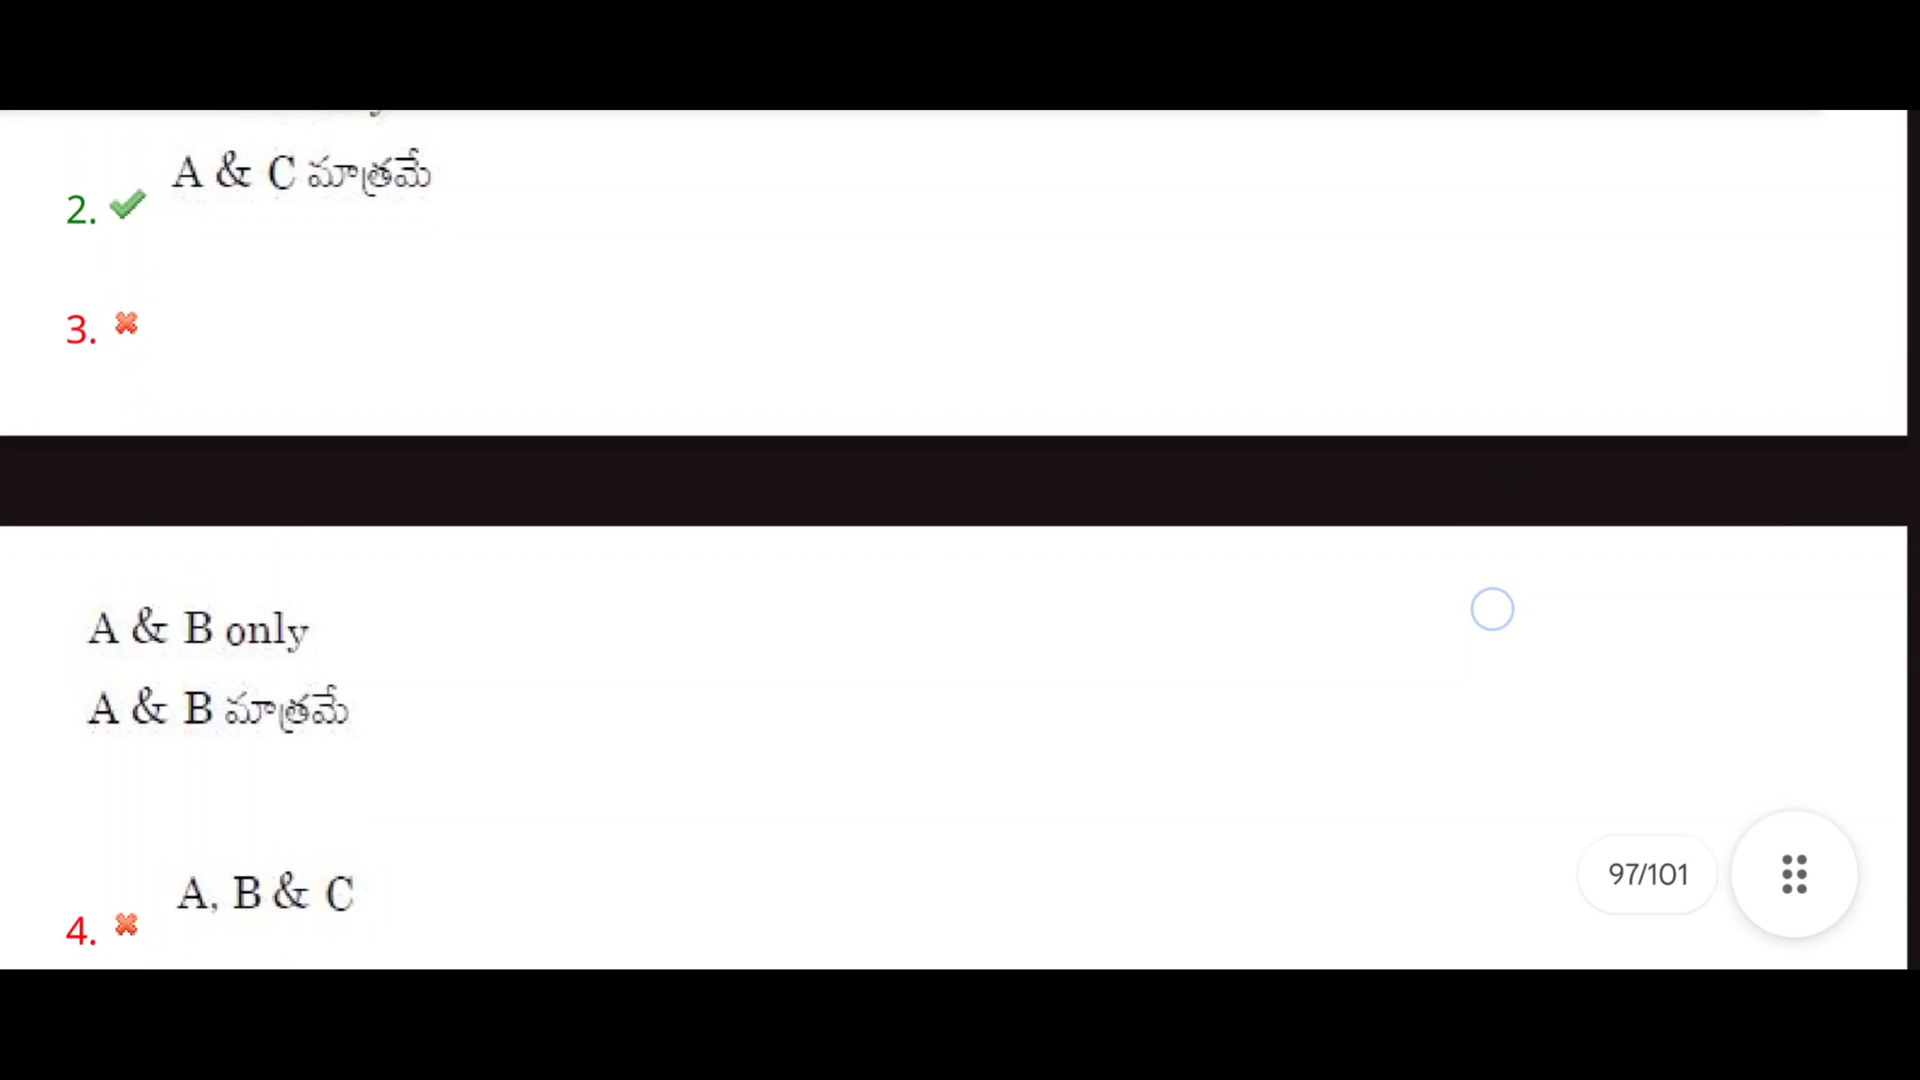 A & C మాత్రమే
2.
3.
A & B only
A & B మాత్రమే
A, B & C
4.
97/101